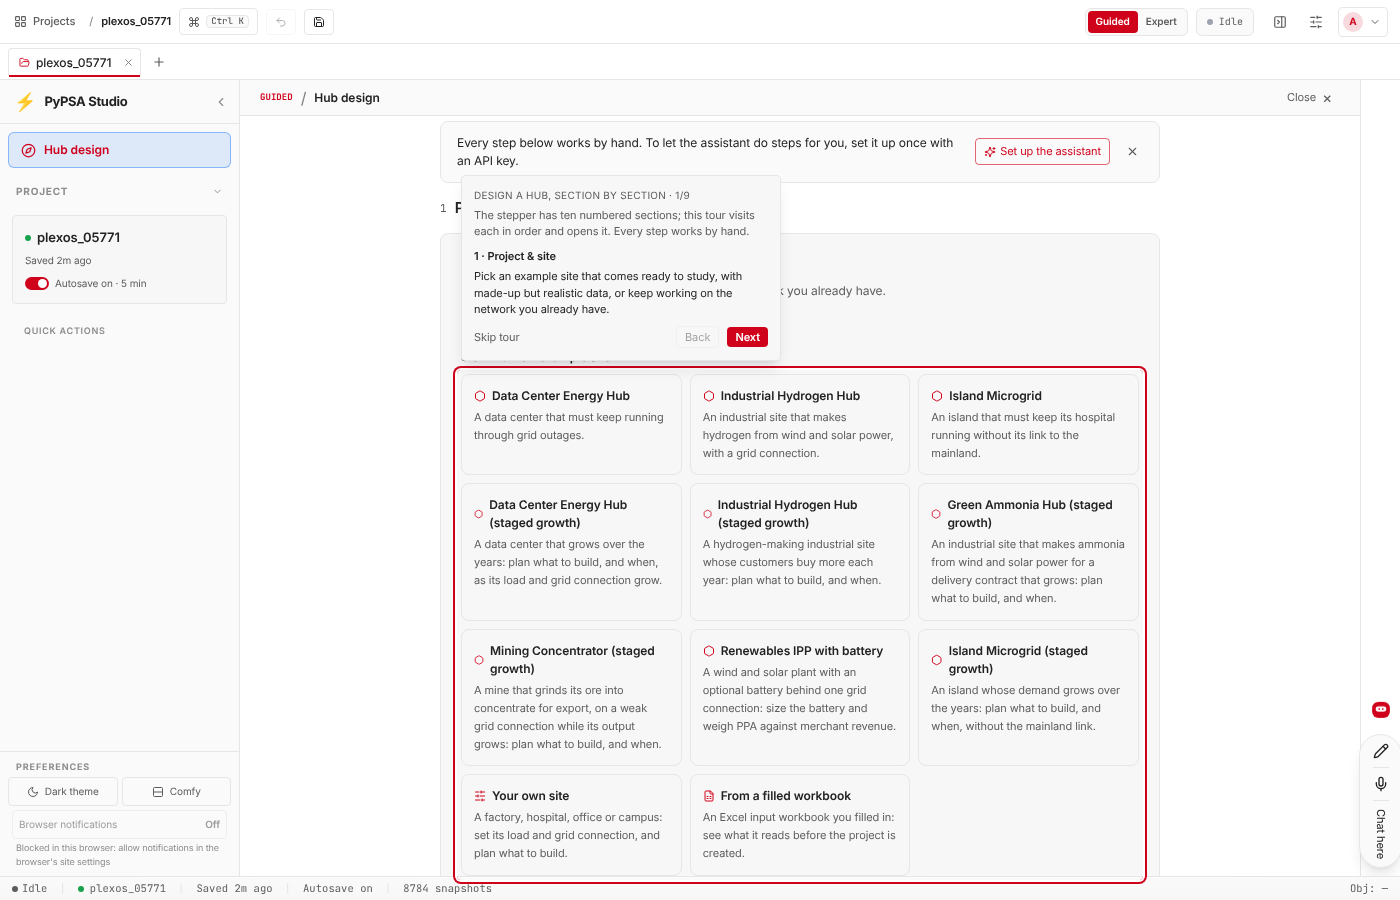 Projects / plexos_05771 Ctrl K Guided Expert Idle A
plexos_05771
PyPSA Studio
GUIDED / Hub design Close
Hub design
PROJECT
plexos_05771
Saved 2m ago
Autosave on · 5 min
QUICK ACTIONS
PREFERENCES
Dark theme Comfy
Browser notifications Off
Blocked in this browser: allow notifications in the
browser's site settings
Every step below works by hand. To let the assistant do steps for you, set it up once with
an API key.
Set up the assistant
1
DESIGN A HUB, SECTION BY SECTION · 1/9
The stepper has ten numbered sections; this tour visits
each in order and opens it. Every step works by hand.
1 · Project & site
Pick an example site that comes ready to study, with
made-up but realistic data, or keep working on the
network you already have.
Skip tour Back Next
you already have.
Data Center Energy Hub
A data center that must keep running
through grid outages.
Industrial Hydrogen Hub
An industrial site that makes
hydrogen from wind and solar power,
with a grid connection.
Island Microgrid
An island that must keep its hospital
running without its link to the
mainland.
Data Center Energy Hub
(staged growth)
A data center that grows over the
years: plan what to build, and when,
as its load and grid connection grow.
Industrial Hydrogen Hub
(staged growth)
A hydrogen-making industrial site
whose customers buy more each
year: plan what to build, and when.
Green Ammonia Hub (staged
growth)
An industrial site that makes ammonia
from wind and solar power for a
delivery contract that grows: plan
what to build, and when.
Mining Concentrator (staged
growth)
A mine that grinds its ore into
concentrate for export, on a weak
grid connection while its output
grows: plan what to build, and when.
Renewables IPP with battery
A wind and solar plant with an
optional battery behind one grid
connection: size the battery and
weigh PPA against merchant revenue.
Island Microgrid (staged
growth)
An island whose demand grows over
the years: plan what to build, and
when, without the mainland link.
Your own site
A factory, hospital, office or campus:
set its load and grid connection, and
plan what to build.
From a filled workbook
An Excel input workbook you filled in:
see what it reads before the project is
created.
Chat here
Idle plexos_05771 Saved 2m ago Autosave on 8784 snapshots Obj: —